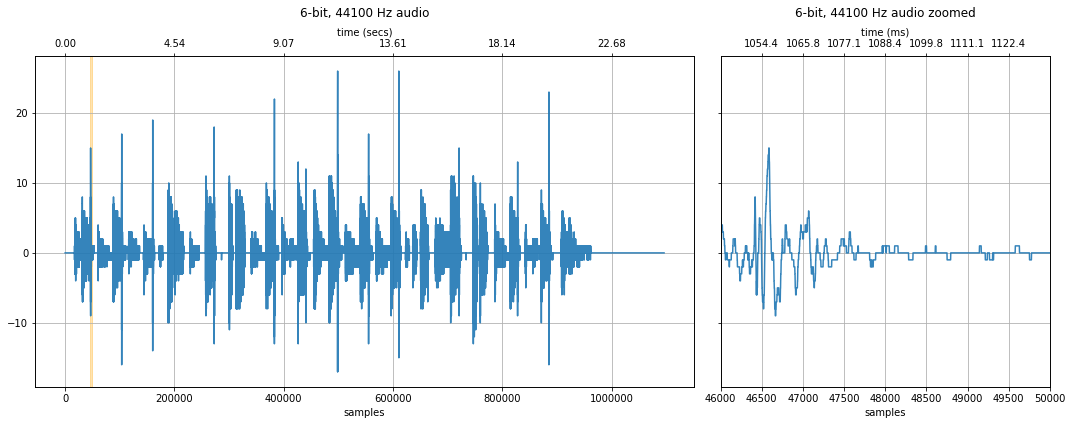 6-bit, 44100 Hz audio
time (secs)
0.00 4.54 9.07 13.61 18.14 22.68
20
10
0
−10
0 200000 400000 600000 800000 1000000
samples
6-bit, 44100 Hz audio zoomed
time (ms)
1054.4 1065.8 1077.1 1088.4 1099.8 1111.1 1122.4
46000 46500 47000 47500 48000 48500 49000 49500 50000
samples